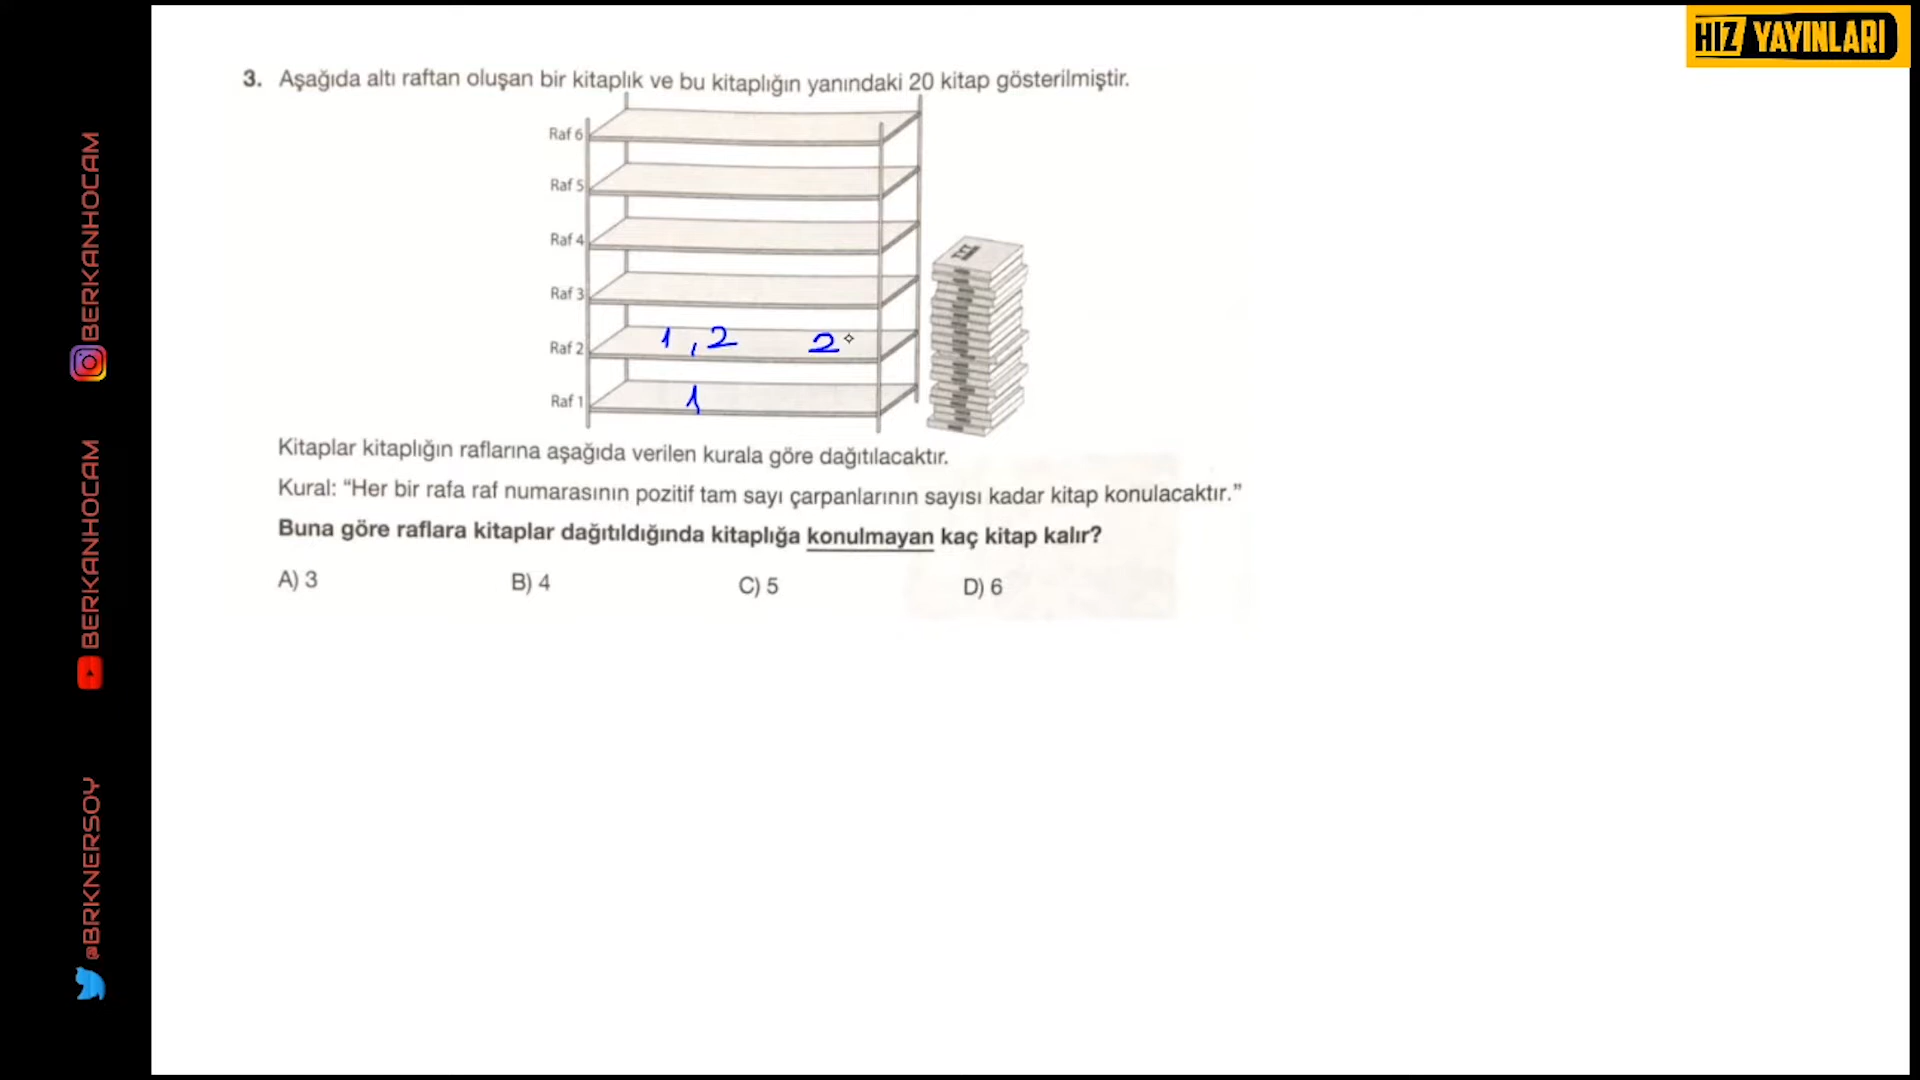 HIZ YAYINLARI
3. Aşağıda altı raftan oluşan bir kitaplık ve bu kitaplığın yanındaki 20 kitap gösterilmiştir.
Raf 6
Raf 5
Raf 4
Raf 3
Raf 2 1, 2 2
Raf 1 1
Kitaplar kitaplığın raflarına aşağıda verilen kurala göre dağıtılacaktır.
Kural: “Her bir rafa raf numarasının pozitif tam sayı çarpanlarının sayısı kadar kitap konulacaktır.”
Buna göre raflara kitaplar dağıtıldığında kitaplığa konulmayan kaç kitap kalır?
A) 3 B) 4 C) 5 D) 6
BERKANHOCAM
BERKANHOCAM
@BRKNERSOY